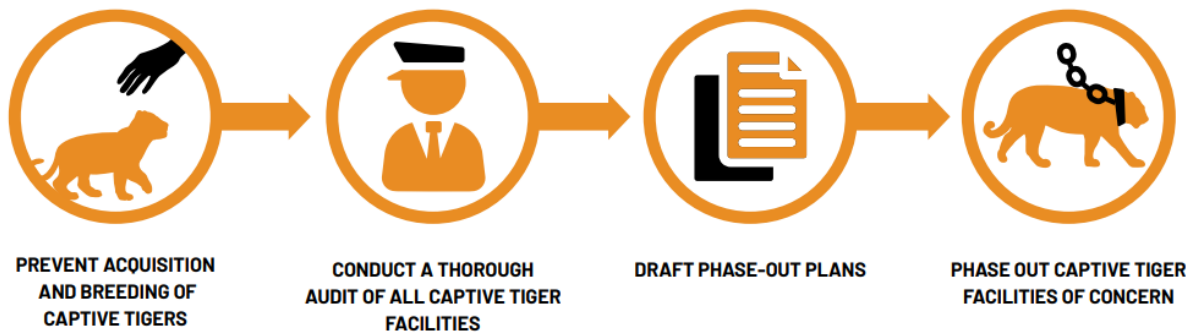 PREVENT ACQUISITION
AND BREEDING OF
CAPTIVE TIGERS
CONDUCT A THOROUGH
AUDIT OF ALL CAPTIVE TIGER
FACILITIES
DRAFT PHASE-OUT PLANS
PHASE OUT CAPTIVE TIGER
FACILITIES OF CONCERN